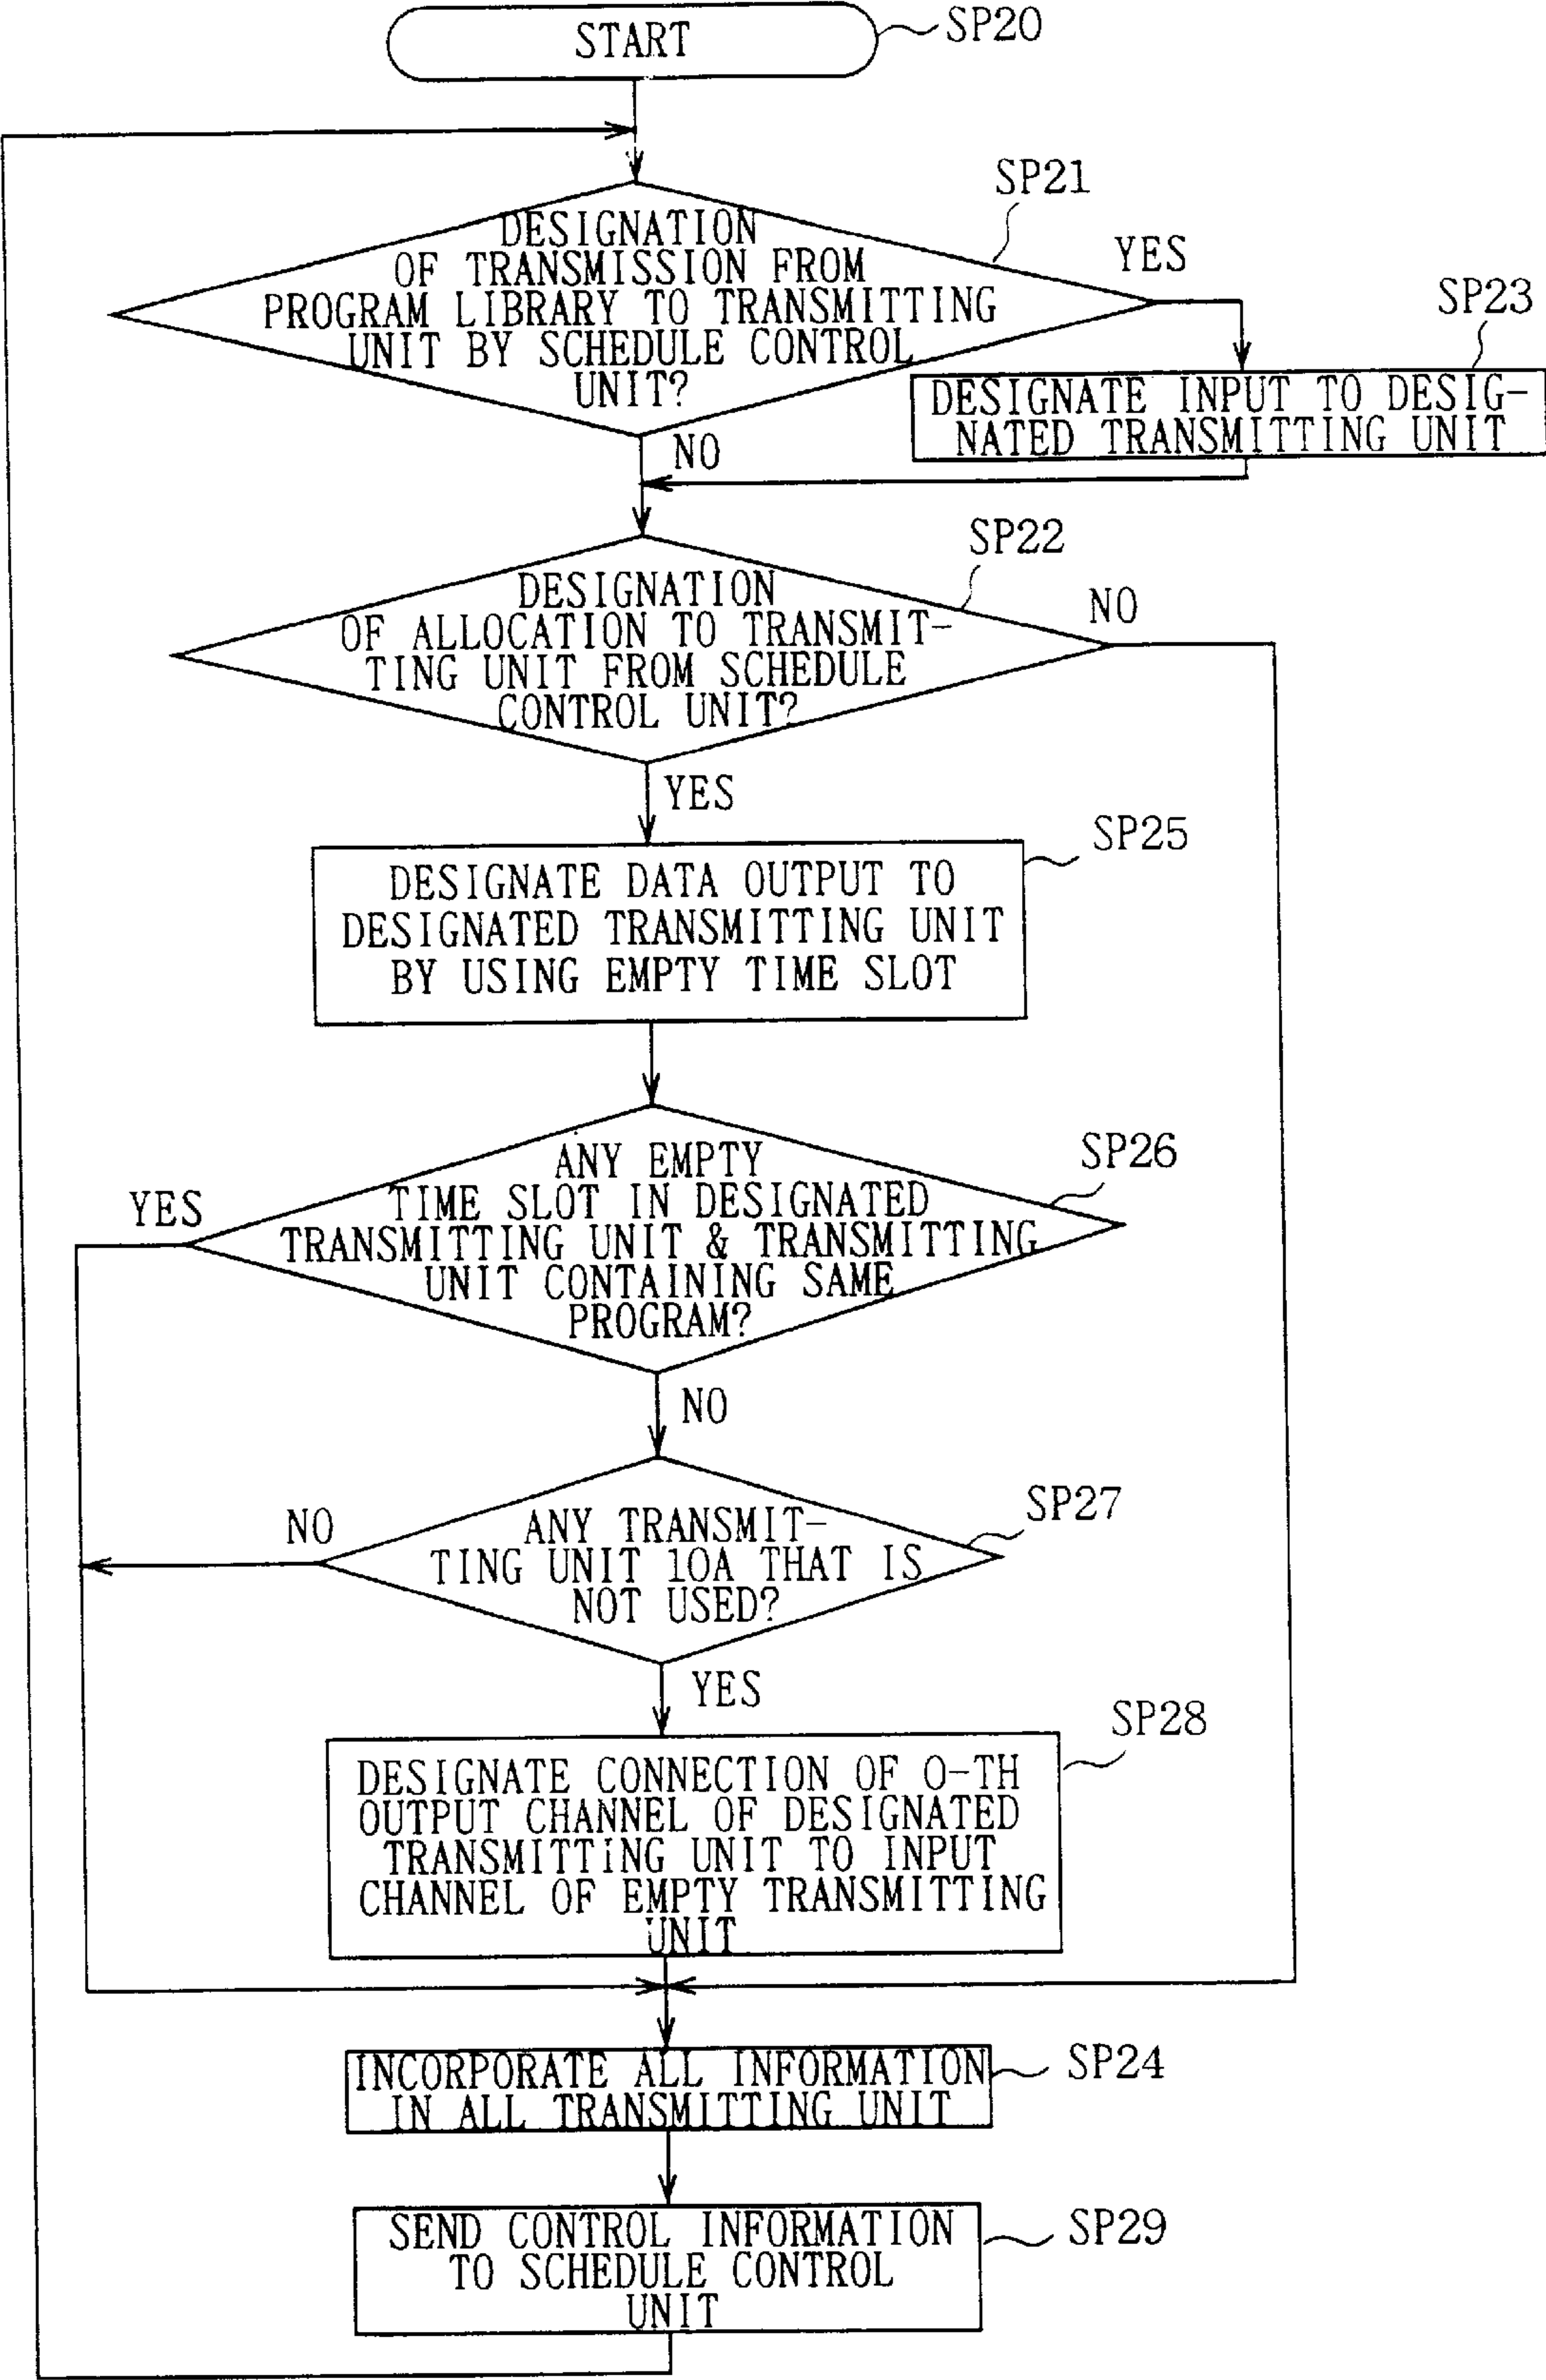 START
SP20
SP21
DESIGNATION
OF TRANSMISSION FROM
PROGRAM LIBRARY TO TRANSMITTING
UNIT BY SCHEDULE CONTROL
UNIT?
YES
SP23
DESIGNATE INPUT TO DESIG-
NATED TRANSMITTING UNIT
NO
SP22
DESIGNATION
OF ALLOCATION TO TRANSMIT-
TING UNIT FROM SCHEDULE
CONTROL UNIT?
NO
YES
SP25
DESIGNATE DATA OUTPUT TO
DESIGNATED TRANSMITTING UNIT
BY USING EMPTY TIME SLOT
SP26
ANY EMPTY
TIME SLOT IN DESIGNATED
TRANSMITTING UNIT & TRANSMITTING
UNIT CONTAINING SAME
PROGRAM?
YES
NO
SP27
ANY TRANSMIT-
TING UNIT 10A THAT IS
NOT USED?
NO
YES
SP28
DESIGNATE CONNECTION OF 0-TH
OUTPUT CHANNEL OF DESIGNATED
TRANSMITTING UNIT TO INPUT
CHANNEL OF EMPTY TRANSMITTING
UNIT
SP24
INCORPORATE ALL INFORMATION
IN ALL TRANSMITTING UNIT
SP29
SEND CONTROL INFORMATION
TO SCHEDULE CONTROL
UNIT